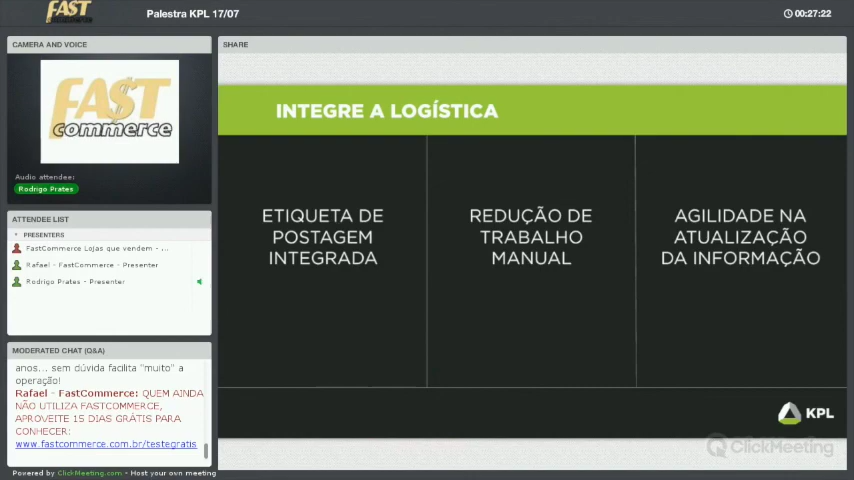 FAST
Palestra KPL 17/07
00:27:22
CAMERA AND VOICE
FA$T
commerce
Audio attendee:
Rodrigo Prates
ATTENDEE LIST
PRESENTERS
FastCommerce Lojas que vendem - ...
Rafael - FastCommerce - Presenter
Rodrigo Prates - Presenter
MODERATED CHAT (Q&A)
anos... sem dúvida facilita "muito" a
operação!
Rafael - FastCommerce: QUEM AINDA
NÃO UTILIZA FASTCOMMERCE,
APROVEITE 15 DIAS GRÁTIS PARA
CONHECER:
www.fastcommerce.com.br/testegratis
Powered by ClickMeeting.com - Host your own meeting
SHARE
INTEGRE A LOGÍSTICA
ETIQUETA DE
POSTAGEM
INTEGRADA
REDUÇÃO DE
TRABALHO
MANUAL
AGILIDADE NA
ATUALIZAÇÃO
DA INFORMAÇÃO
KPL
ClickMeeting